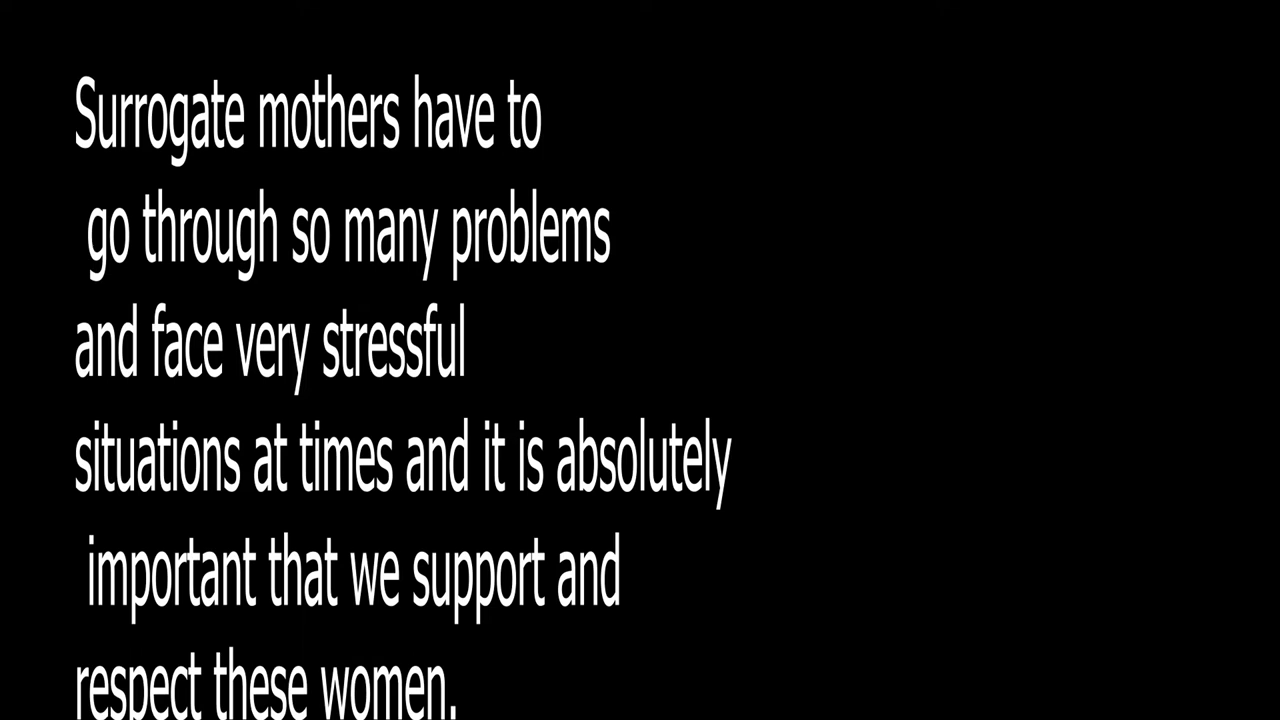 Surrogate mothers have to
go through so many problems
and face very stressful
situations at times and it is absolutely
important that we support and
respect these women.